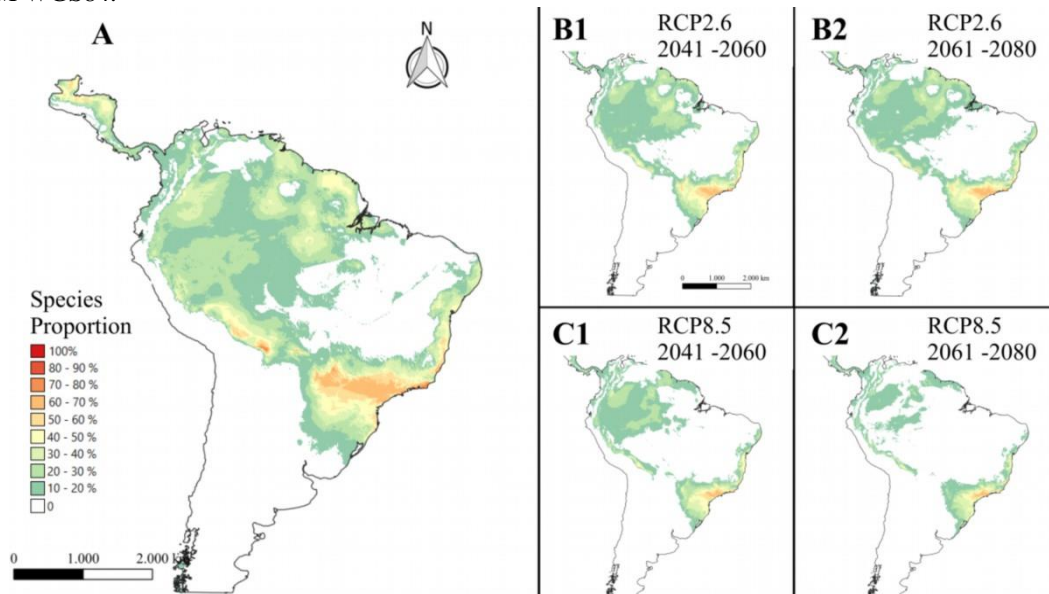 A
N
Species
Proportion
100%
80 - 90 %
70 - 80 %
60 - 70 %
50 - 60 %
40 - 50 %
30 - 40 %
20 - 30 %
10 - 20 %
0
0 1.000 2.000 km
B1
RCP2.6
2041 -2060
0 1.000 2.000 km
B2
RCP2.6
2061 -2080
C1
RCP8.5
2041 -2060
C2
RCP8.5
2061 -2080